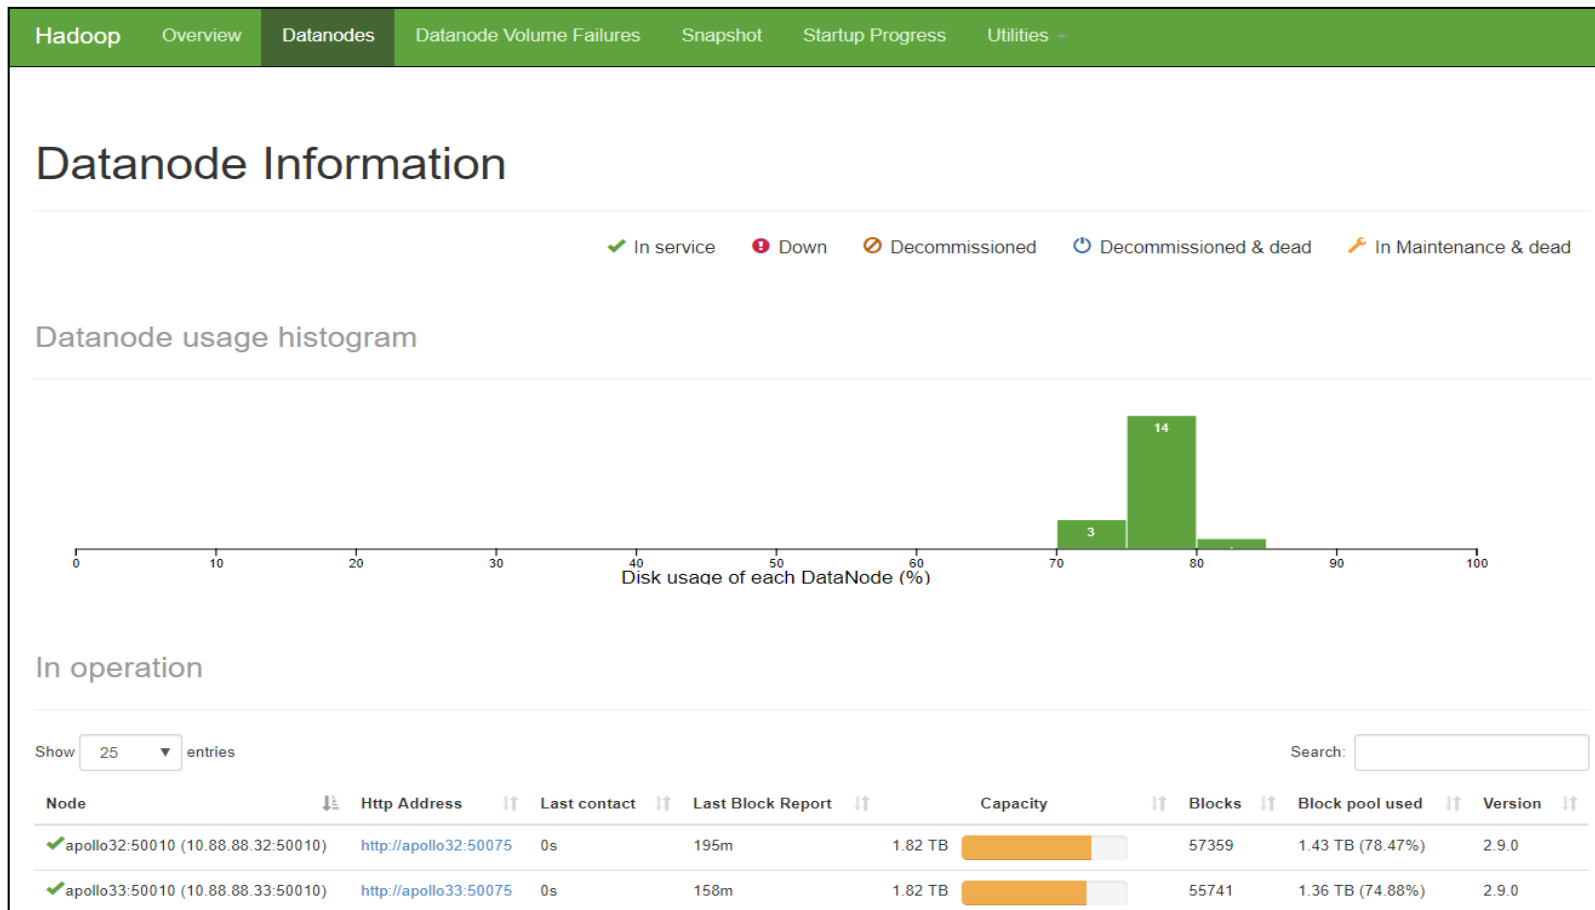 Hadoop Overview Datanodes Datanode Volume Failures Snapshot Startup Progress Utilities
Datanode Information
In service Down Decommissioned Decommissioned & dead In Maintenance & dead
Datanode usage histogram
14
3
0 10 20 30 40 50 60 70 80 90 100
Disk usage of each DataNode (%)
In operation
Show 25 entries Search:
Node Http Address Last contact Last Block Report Capacity Blocks Block pool used Version
apollo32:50010 (10.88.88.32:50010) http://apollo32:50075 0s 195m 1.82 TB 57359 1.43 TB (78.47%) 2.9.0
apollo33:50010 (10.88.88.33:50010) http://apollo33:50075 0s 158m 1.82 TB 55741 1.36 TB (74.88%) 2.9.0